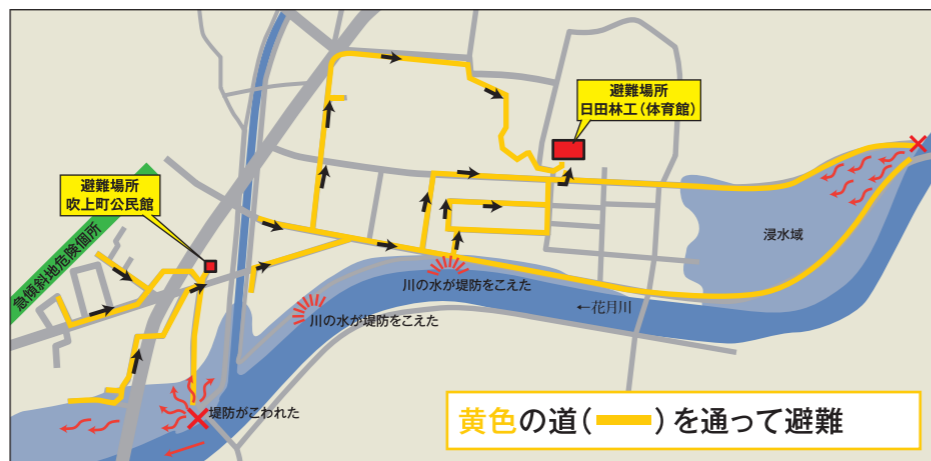 避難場所
日田林工(体育館)
避難場所
吹上町公民館
急傾斜地危険個所
浸水域
川の水が堤防をこえた
←花月川
川の水が堤防をこえた
堤防がこわれた
黄色の道( )を通って避難